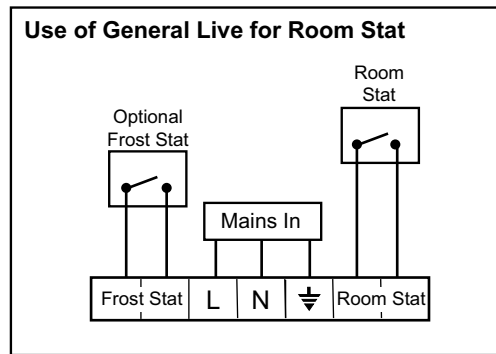 Use of General Live for Room Stat
Room
Stat
Optional
Frost Stat
Mains In
Frost Stat L N Room Stat